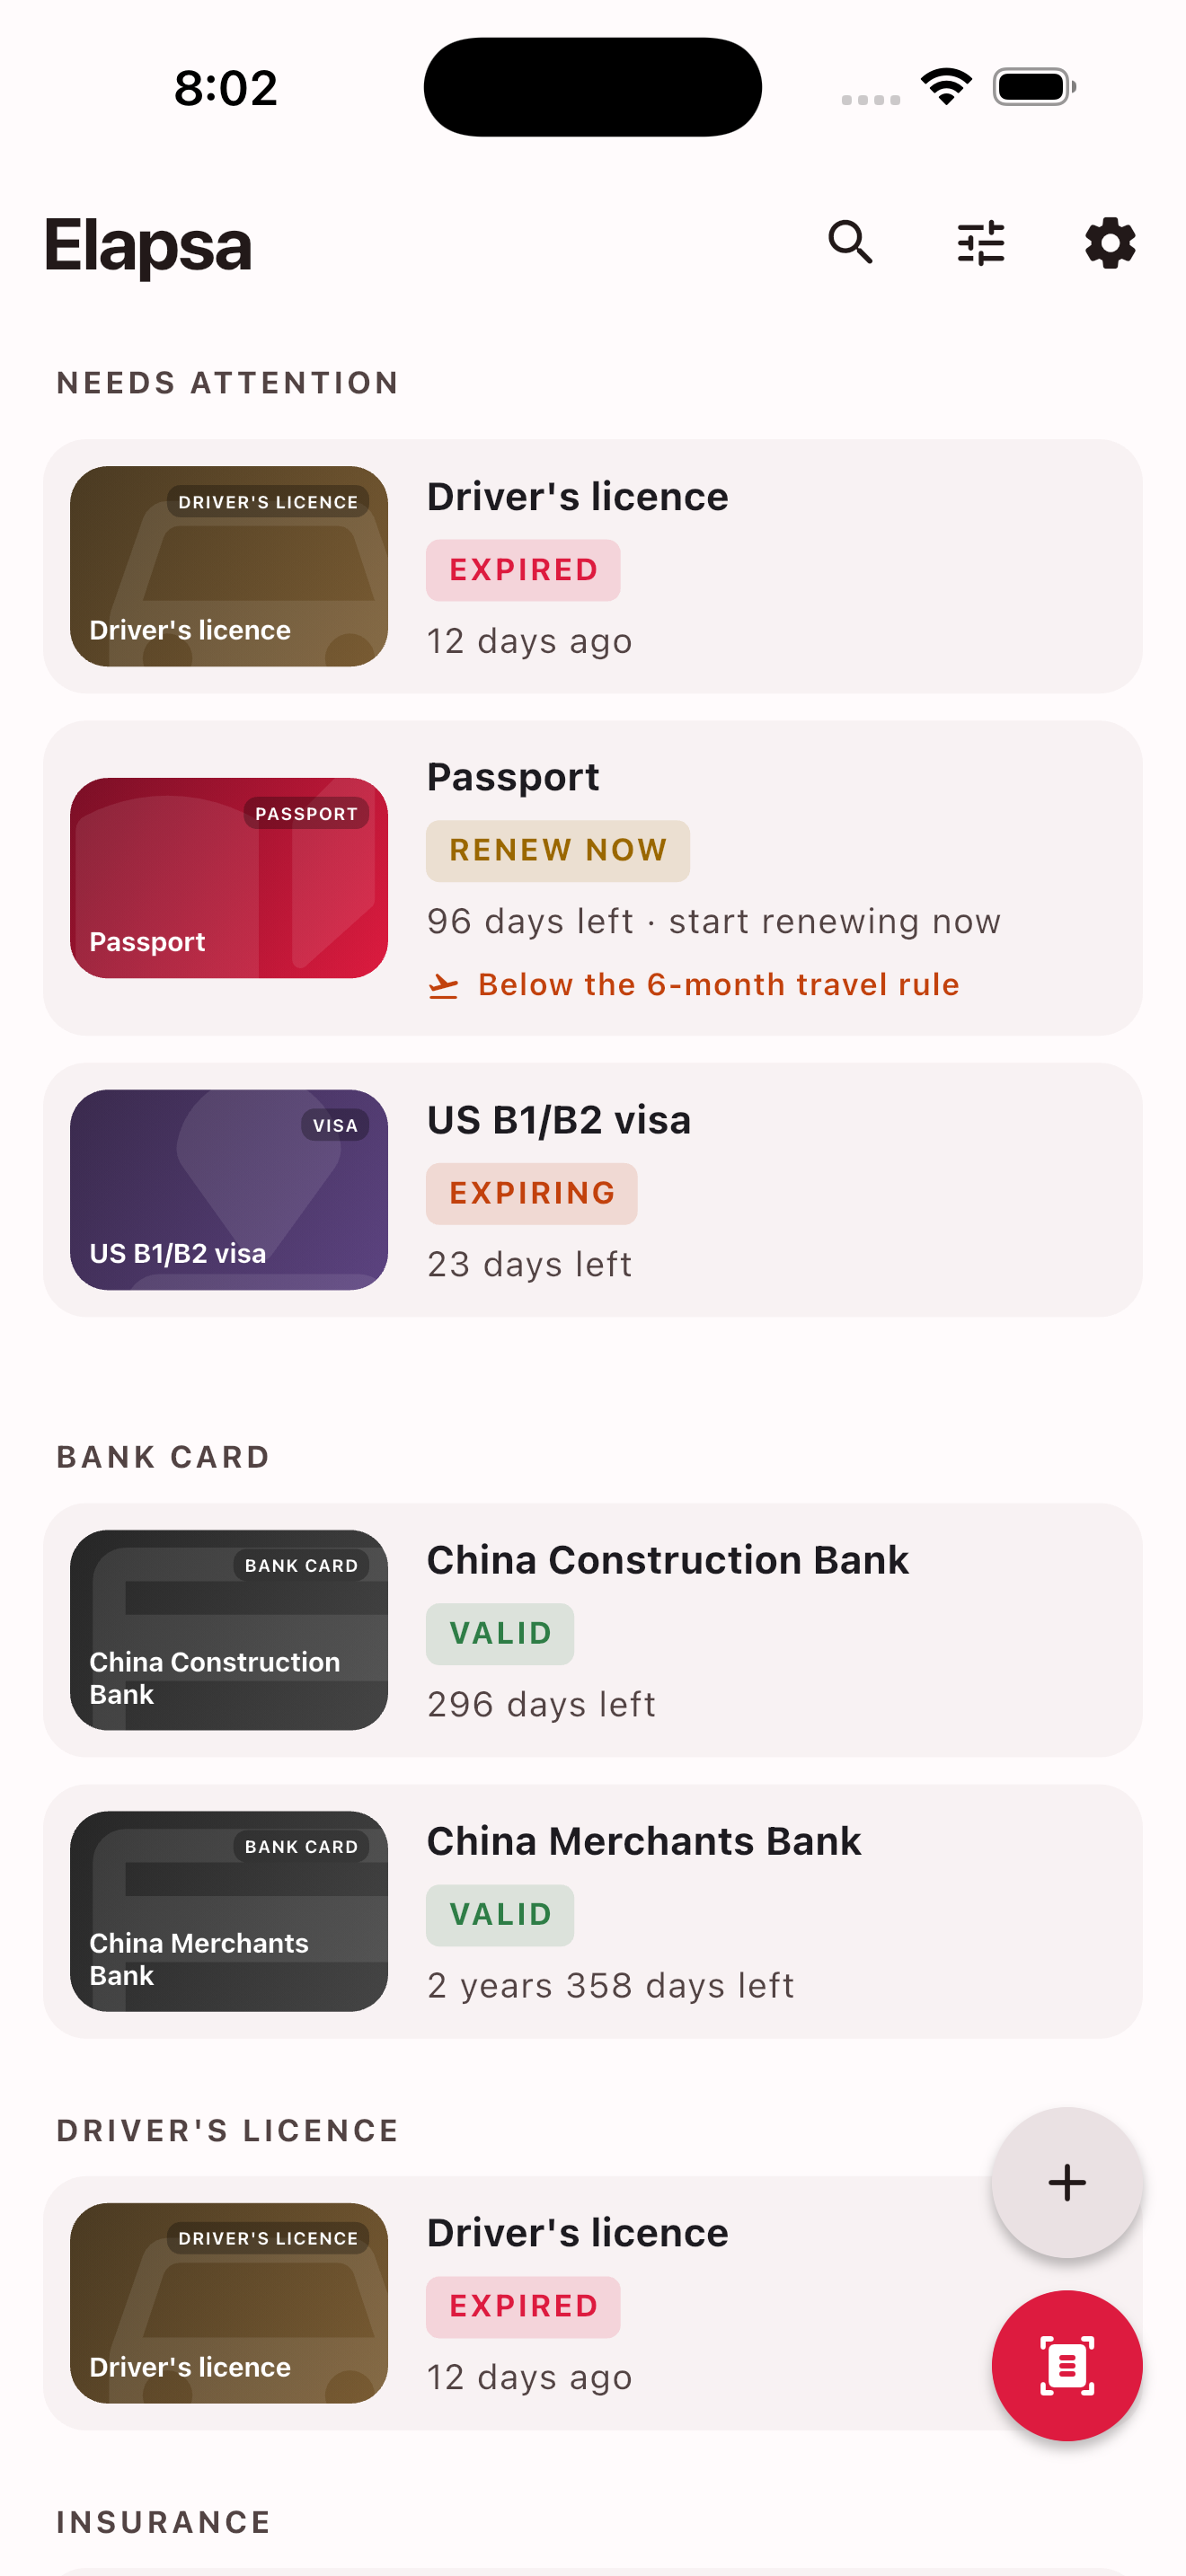 8:02
Elapsa
NEEDS ATTENTION
DRIVER'S LICENCE
Driver's licence
Driver's licence
EXPIRED
12 days ago
PASSPORT
Passport
Passport
RENEW NOW
96 days left · start renewing now
Below the 6-month travel rule
VISA
US B1/B2 visa
US B1/B2 visa
EXPIRING
23 days left
BANK CARD
BANK CARD
China Construction
Bank
China Construction Bank
VALID
296 days left
BANK CARD
China Merchants
Bank
China Merchants Bank
VALID
2 years 358 days left
DRIVER'S LICENCE
DRIVER'S LICENCE
Driver's licence
Driver's licence
EXPIRED
12 days ago
INSURANCE